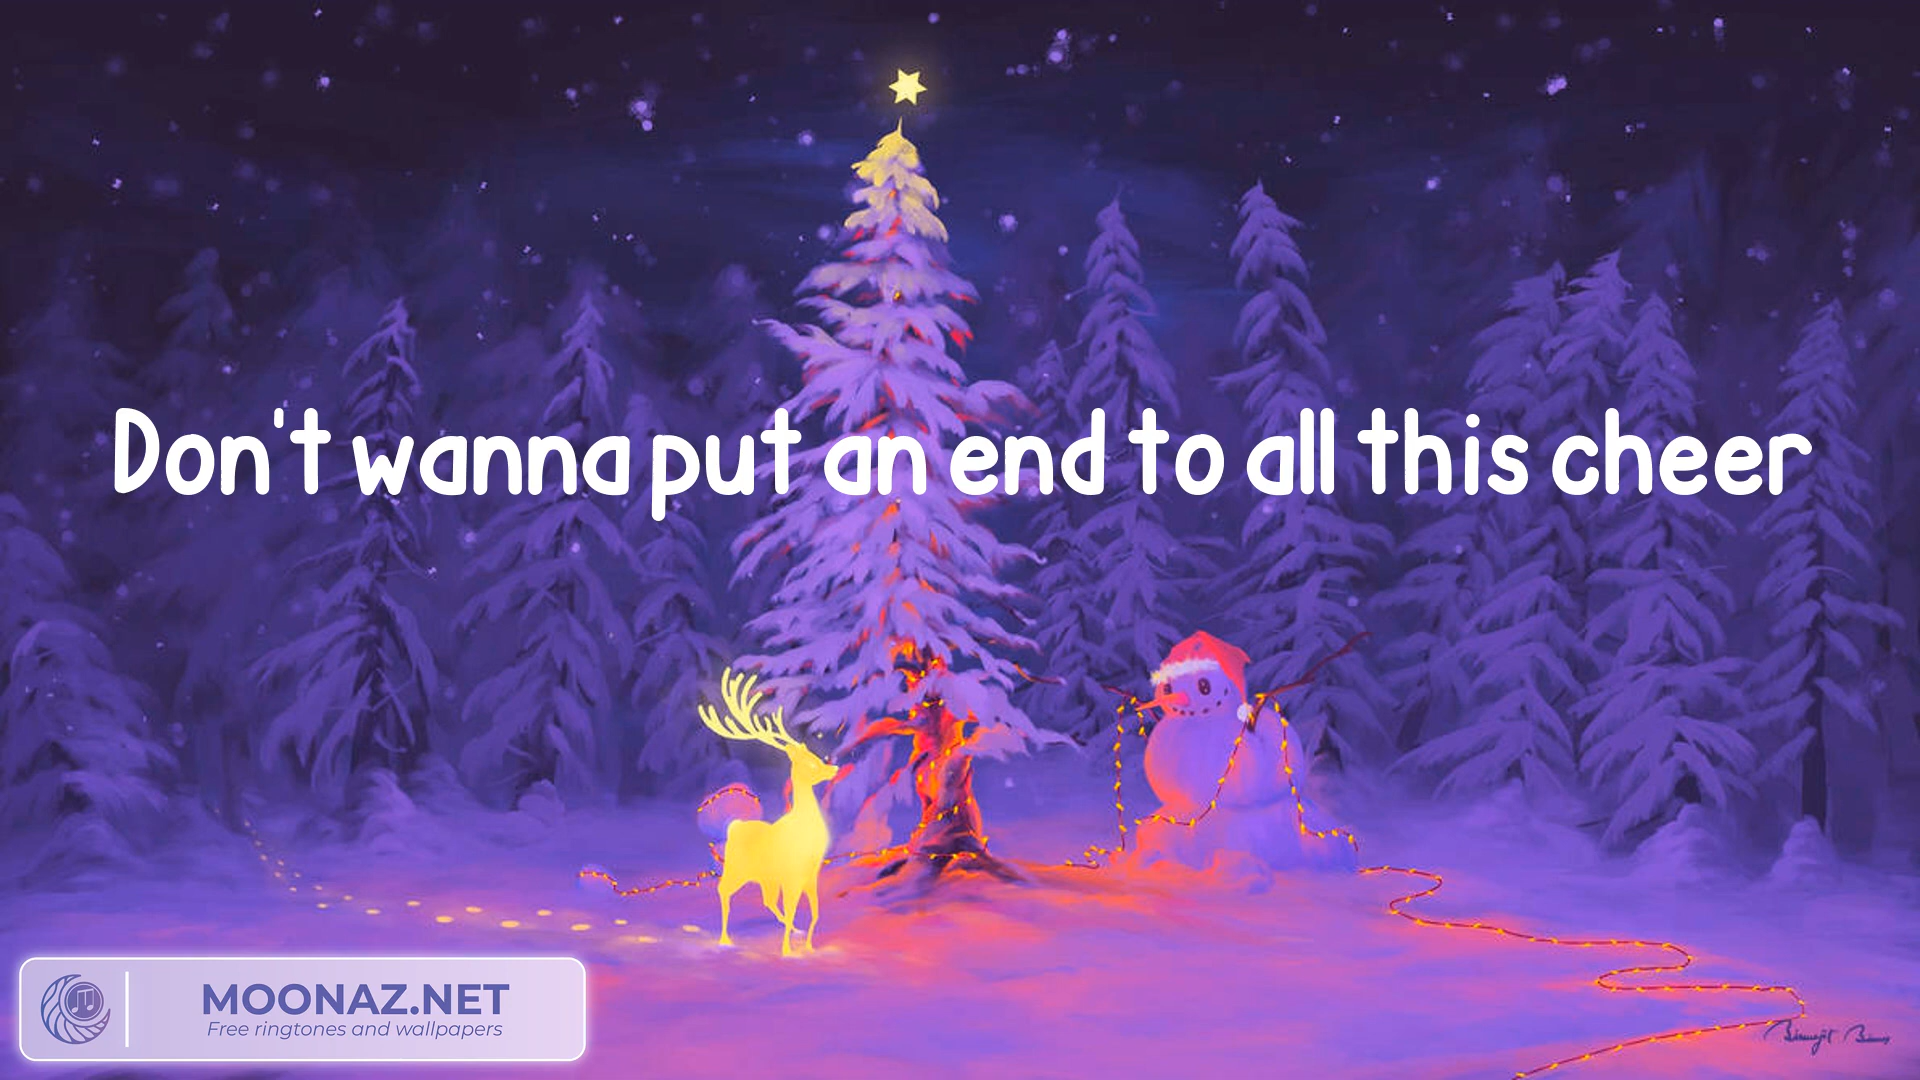 Don't wanna put an end to all this cheer
MOONAZ.NET
Free ringtones and wallpapers